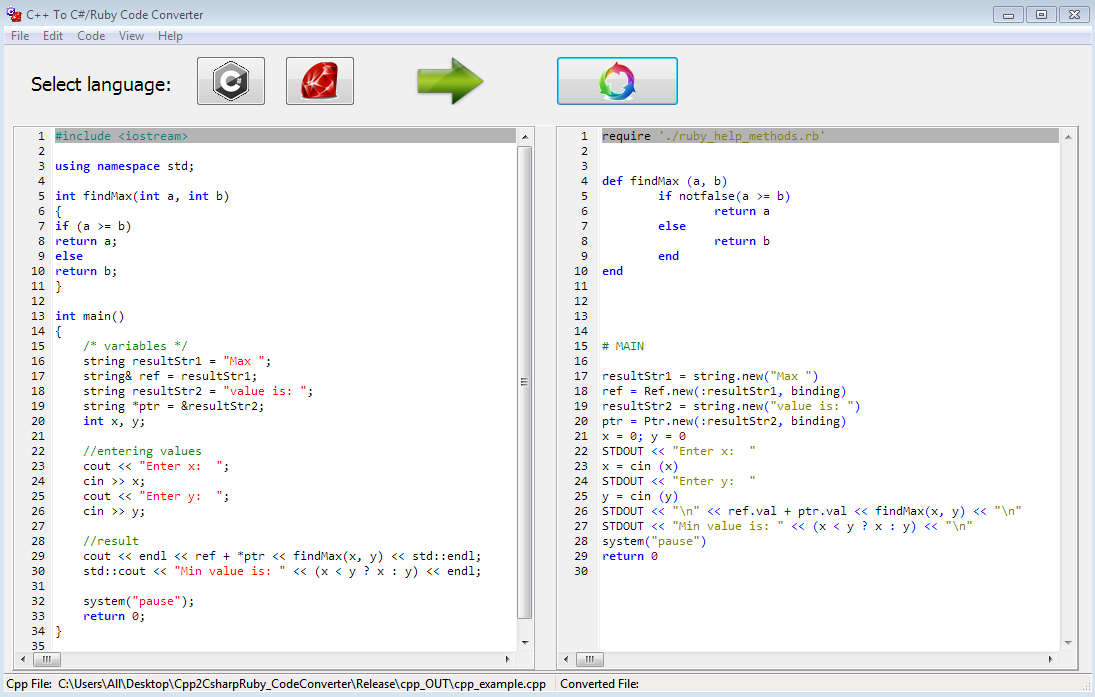 C++ To C#/Ruby Code Converter
File Edit Code View Help
Select language:
C#
1 #include <iostream>
2
3 using namespace std;
4
5 int findMax(int a, int b)
6 {
7 if (a >= b)
8 return a;
9 else
10 return b;
11 }
12
13 int main()
14 {
15     /* variables */
16     string resultStr1 = "Max ";
17     string& ref = resultStr1;
18     string resultStr2 = "value is: ";
19     string *ptr = &resultStr2;
20     int x, y;
21
22     //entering values
23     cout << "Enter x:  ";
24     cin >> x;
25     cout << "Enter y:  ";
26     cin >> y;
27
28     //result
29     cout << endl << ref + *ptr << findMax(x, y) << std::endl;
30     std::cout << "Min value is: " << (x < y ? x : y) << endl;
31
32     system("pause");
33     return 0;
34 }
35
1 require './ruby_help_methods.rb'
2
3
4 def findMax (a, b)
5         if notfalse(a >= b)
6                 return a
7         else
8                 return b
9         end
10 end
11
12
13
14
15 # MAIN
16
17 resultStr1 = string.new("Max ")
18 ref = Ref.new(:resultStr1, binding)
19 resultStr2 = string.new("value is: ")
20 ptr = Ptr.new(:resultStr2, binding)
21 x = 0; y = 0
22 STDOUT << "Enter x:  "
23 x = cin (x)
24 STDOUT << "Enter y:  "
25 y = cin (y)
26 STDOUT << "\n" << ref.val + ptr.val << findMax(x, y) << "\n"
27 STDOUT << "Min value is: " << (x < y ? x : y) << "\n"
28 system("pause")
29 return 0
30
Cpp File: C:\Users\All\Desktop\Cpp2CsharpRuby_CodeConverter\Release\cpp_OUT\cpp_example.cpp
Converted File: